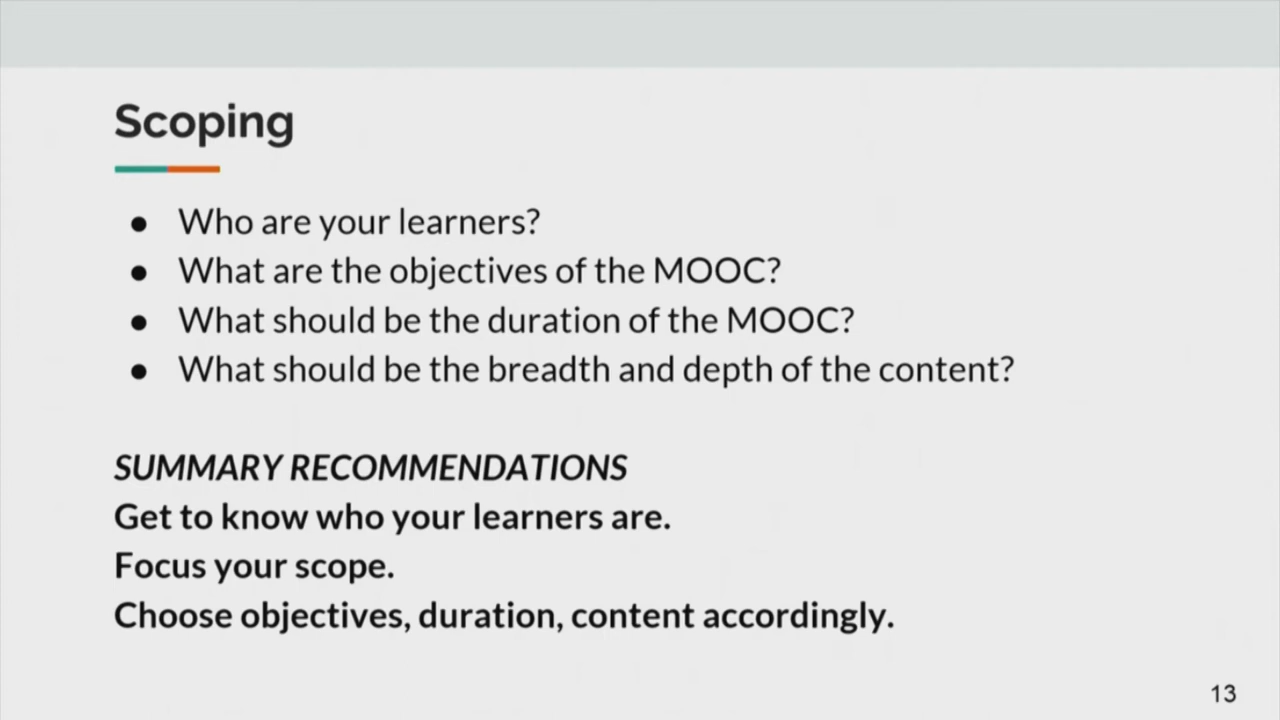 Scoping
● Who are your learners?
● What are the objectives of the MOOC?
● What should be the duration of the MOOC?
● What should be the breadth and depth of the content?
SUMMARY RECOMMENDATIONS
Get to know who your learners are.
Focus your scope.
Choose objectives, duration, content accordingly.
13